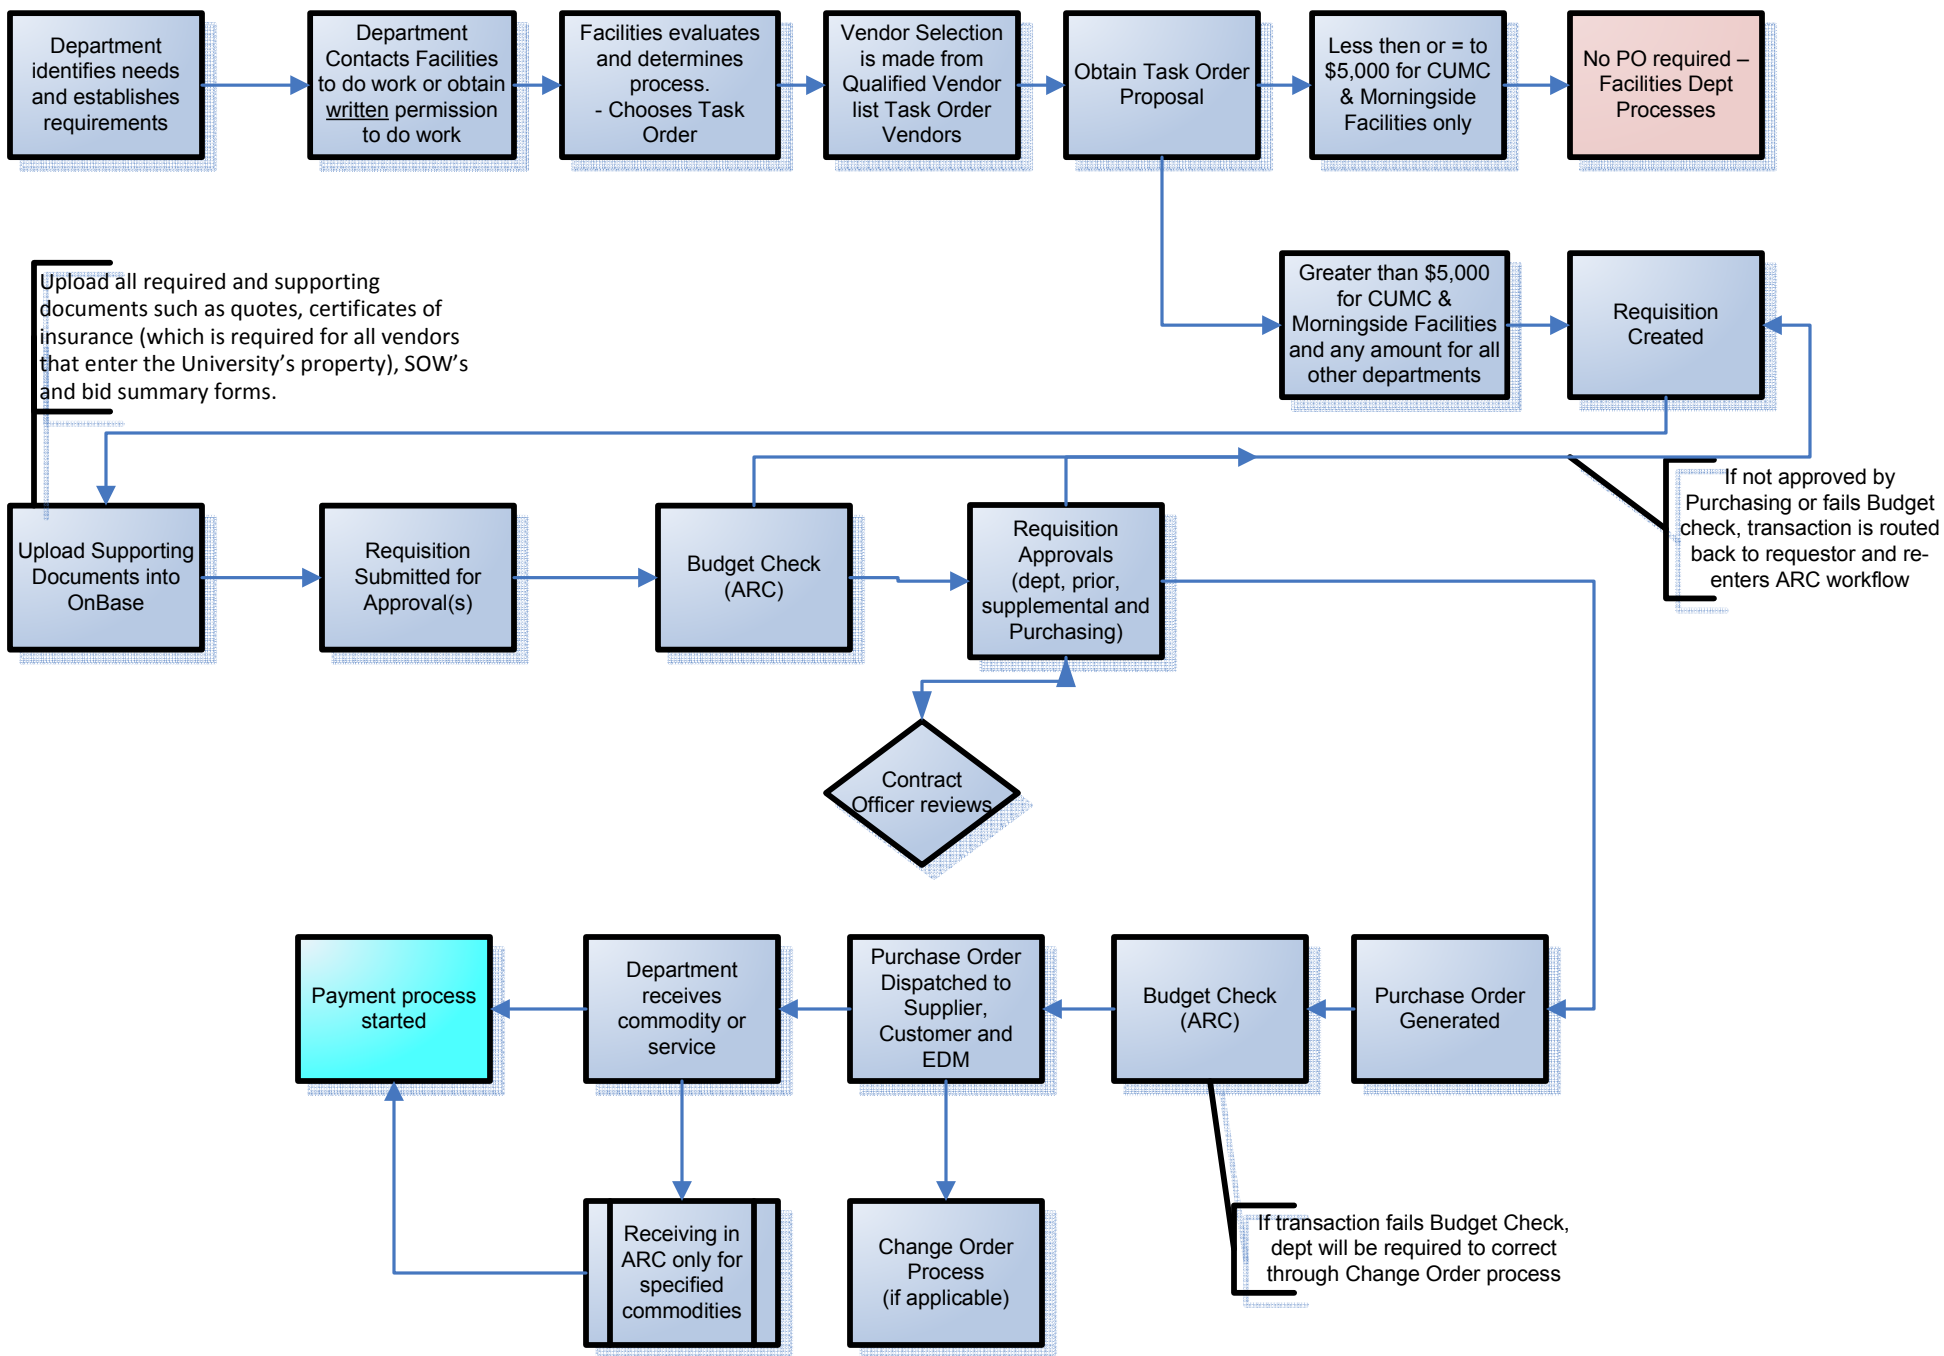 Department
identifies needs
and establishes
requirements
Department
Contacts Facilities
to do work or obtain
written permission
to do work
Facilities evaluates
and determines
process.
- Chooses Task
Order
Vendor Selection
is made from
Qualified Vendor
list Task Order
Vendors
Obtain Task Order
Proposal
Less then or = to
$5,000 for CUMC
& Morningside
Facilities only
No PO required –
Facilities Dept
Processes
Upload all required and supporting
documents such as quotes, certificates of
insurance (which is required for all vendors
that enter the University’s property), SOW’s
and bid summary forms.
Greater than $5,000
for CUMC &
Morningside Facilities
and any amount for all
other departments
Requisition
Created
If not approved by
Purchasing or fails Budget
check, transaction is routed
back to requestor and re-
enters ARC workflow
Upload Supporting
Documents into
OnBase
Requisition
Submitted for
Approval(s)
Budget Check
(ARC)
Requisition
Approvals
(dept, prior,
supplemental and
Purchasing)
Contract
Officer reviews
Payment process
started
Department
receives
commodity or
service
Purchase Order
Dispatched to
Supplier,
Customer and
EDM
Budget Check
(ARC)
Purchase Order
Generated
Receiving in
ARC only for
specified
commodities
Change Order
Process
(if applicable)
If transaction fails Budget Check,
dept will be required to correct
through Change Order process